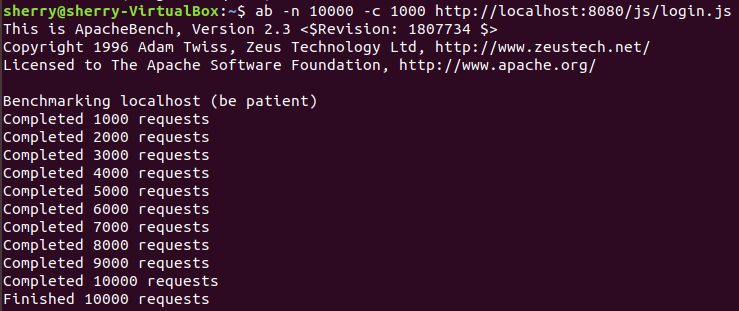 sherry@sherry-VirtualBox:~$ ab -n 10000 -c 1000 http://localhost:8080/js/login.js
This is ApacheBench, Version 2.3 <$Revision: 1807734 $>
Copyright 1996 Adam Twiss, Zeus Technology Ltd, http://www.zeustech.net/
Licensed to The Apache Software Foundation, http://www.apache.org/

Benchmarking localhost (be patient)
Completed 1000 requests
Completed 2000 requests
Completed 3000 requests
Completed 4000 requests
Completed 5000 requests
Completed 6000 requests
Completed 7000 requests
Completed 8000 requests
Completed 9000 requests
Completed 10000 requests
Finished 10000 requests